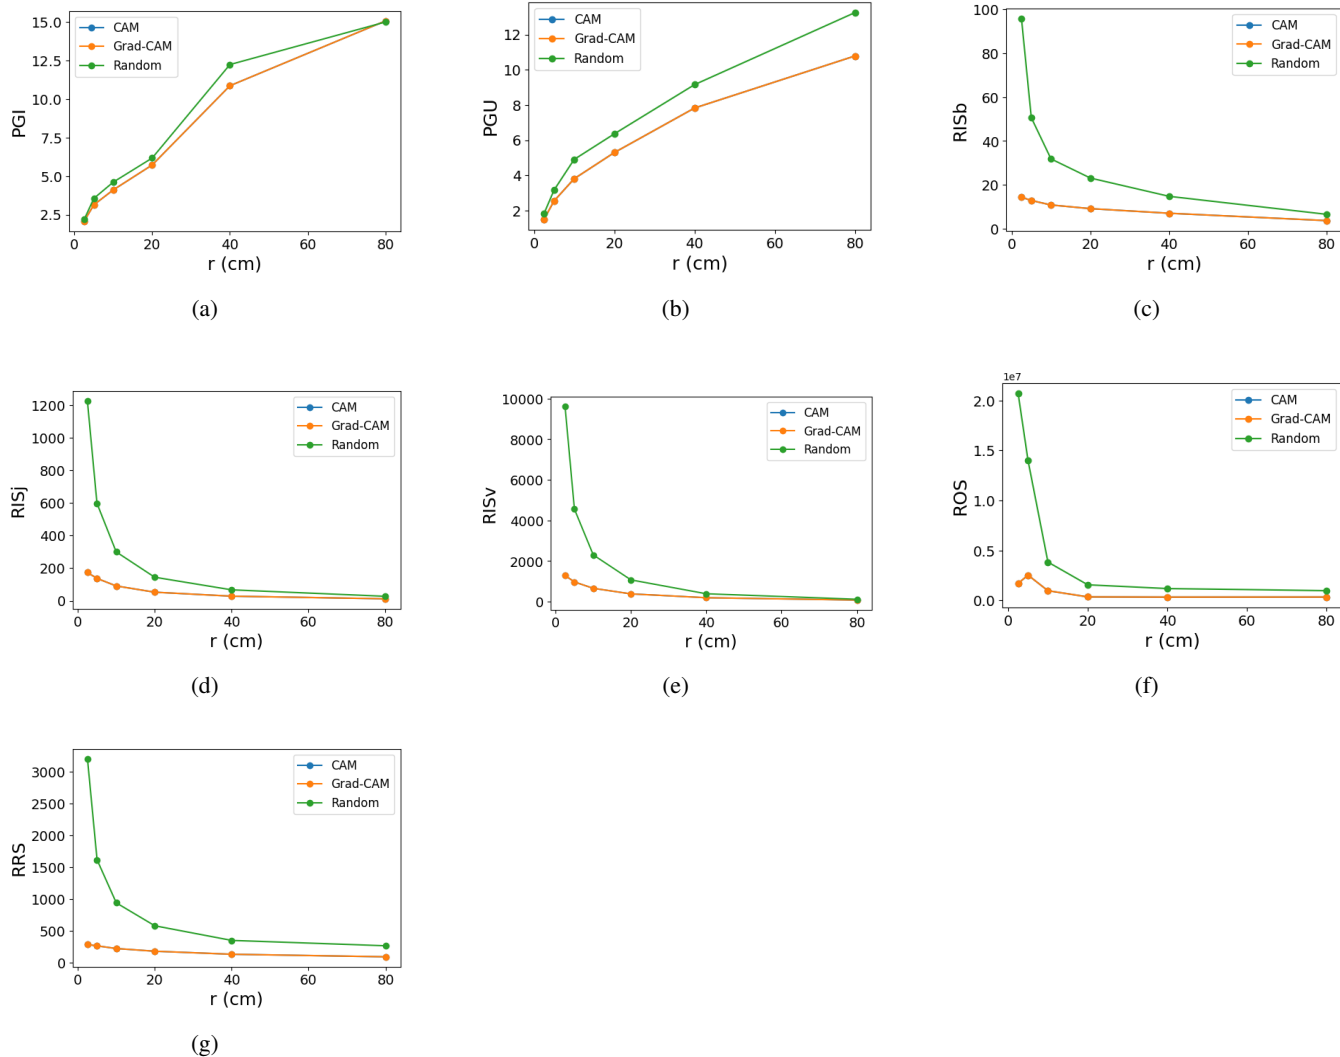 15.0
12.5
10.0
7.5
5.0
2.5
PGI
CAM
Grad-CAM
Random
0 20 40 60 80
r (cm)
(a)
12
10
8
6
4
2
PGU
CAM
Grad-CAM
Random
0 20 40 60 80
r (cm)
(b)
100
80
60
40
20
0
RISb
CAM
Grad-CAM
Random
0 20 40 60 80
r (cm)
(c)
1200
1000
800
600
400
200
0
RISj
CAM
Grad-CAM
Random
0 20 40 60 80
r (cm)
(d)
10000
8000
6000
4000
2000
0
RISv
CAM
Grad-CAM
Random
0 20 40 60 80
r (cm)
(e)
1e7
2.0
1.5
1.0
0.5
0.0
ROS
CAM
Grad-CAM
Random
0 20 40 60 80
r (cm)
(f)
3000
2500
2000
1500
1000
500
0
RRS
CAM
Grad-CAM
Random
0 20 40 60 80
r (cm)
(g)